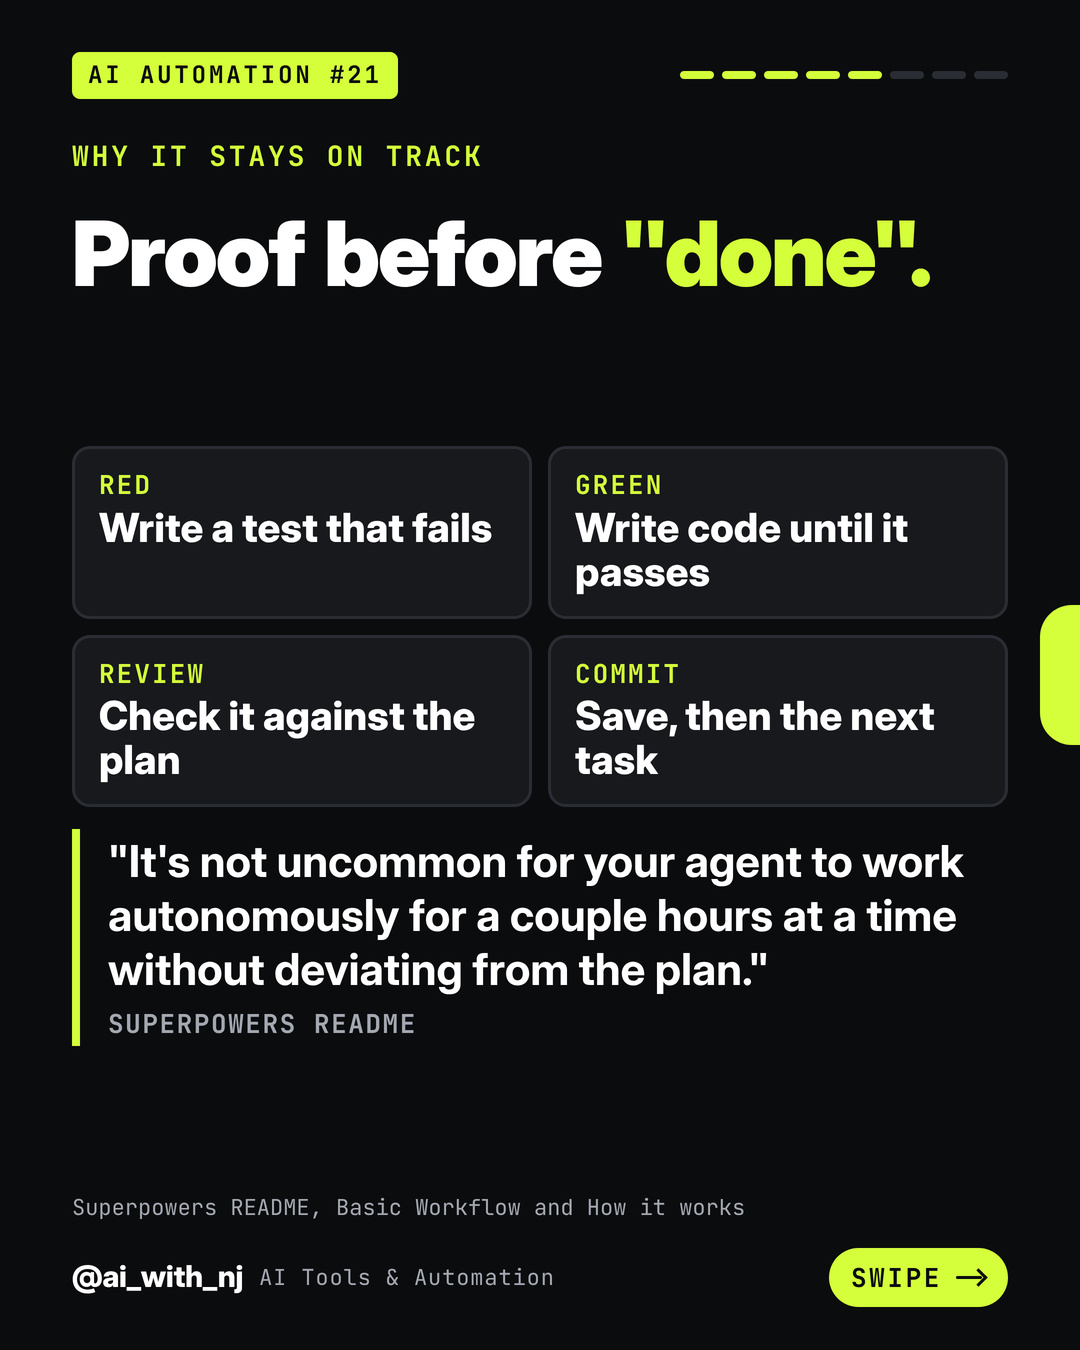 AI AUTOMATION #21
WHY IT STAYS ON TRACK
Proof before "done".
RED
Write a test that fails
GREEN
Write code until it
passes
REVIEW
Check it against the
plan
COMMIT
Save, then the next
task
"It's not uncommon for your agent to work
autonomously for a couple hours at a time
without deviating from the plan."
SUPERPOWERS README
Superpowers README, Basic Workflow and How it works
@ai_with_nj AI Tools & Automation
SWIPE →